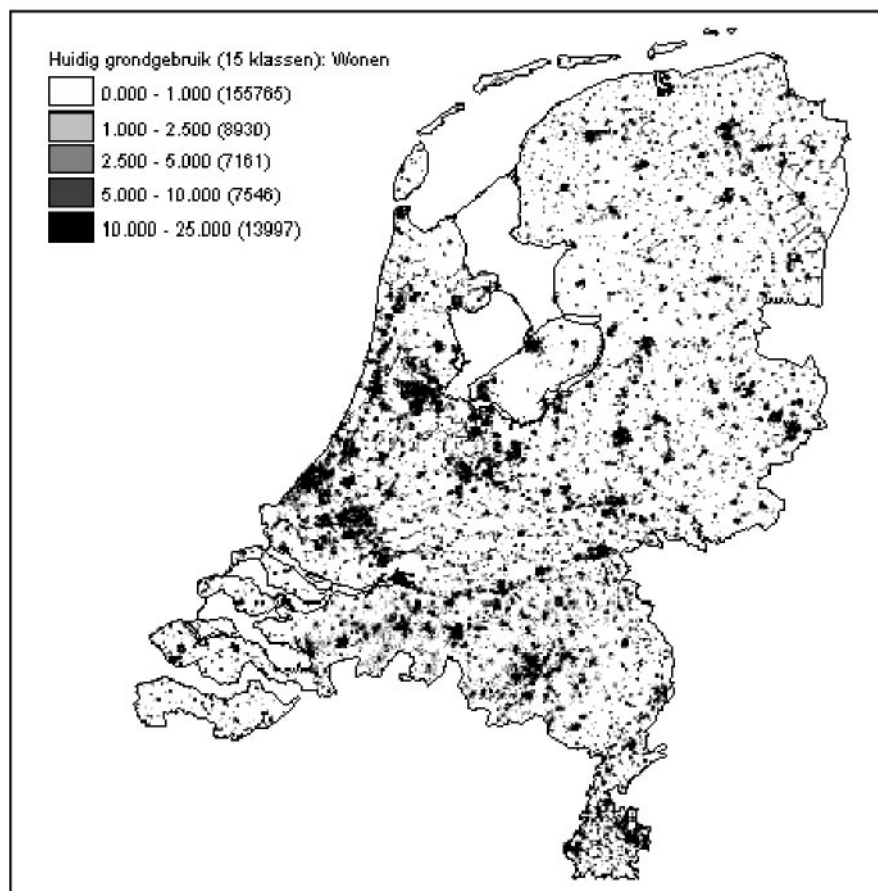 Huidig grondgebruik (15 klassen): Wonen
0.000 - 1.000 (155765)
1.000 - 2.500 (8930)
2.500 - 5.000 (7161)
5.000 - 10.000 (7546)
10.000 - 25.000 (13997)